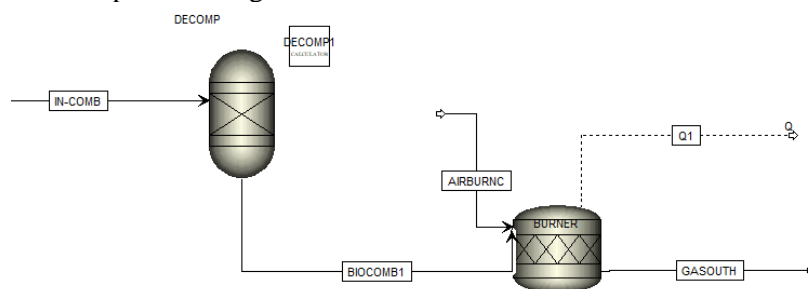 DECOMP
DECOMP1
CALCULATOR
IN-COMB
Q
Q1
AIRBURNC
BURNER
BIOCOMB1
GASOUTH